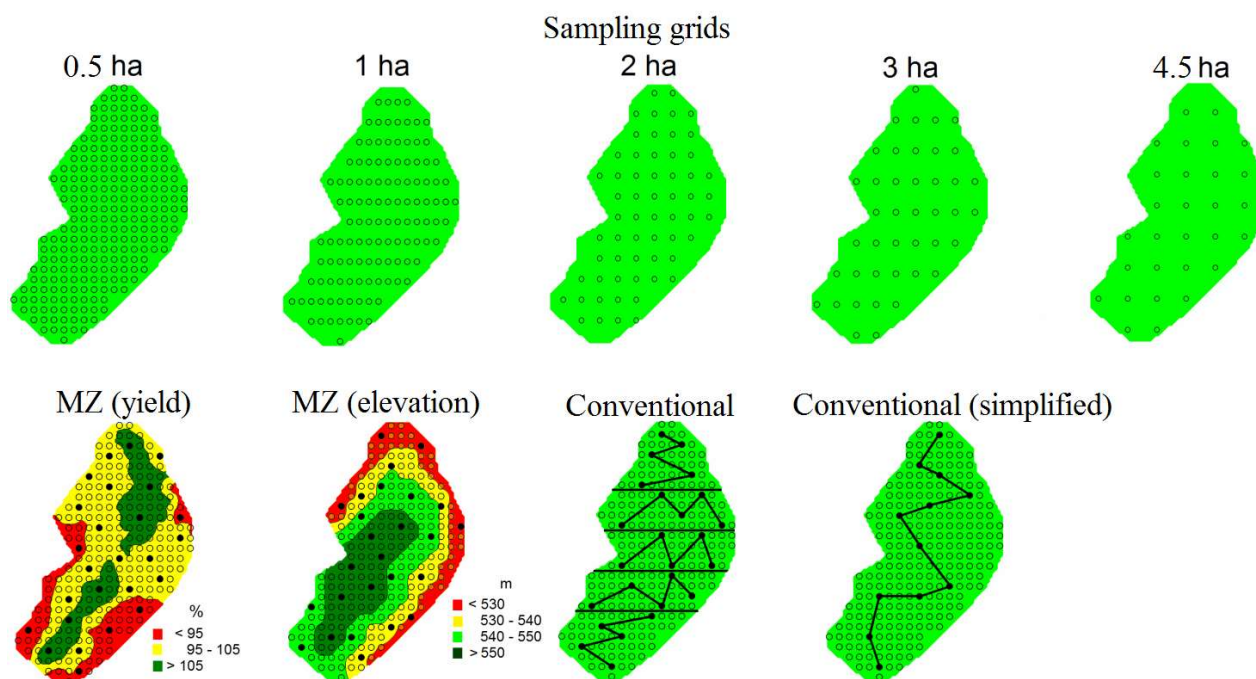 Sampling grids
0.5 ha
1 ha
2 ha
3 ha
4.5 ha
MZ (yield)
MZ (elevation)
Conventional
Conventional (simplified)
%
< 95
95 - 105
> 105
m
< 530
530 - 540
540 - 550
> 550